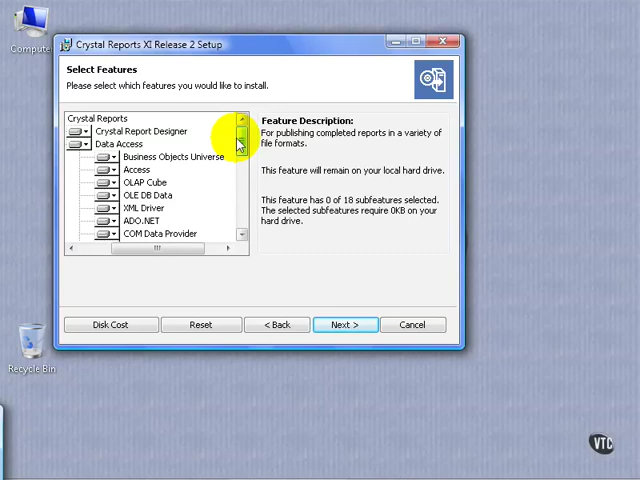 Computer
Crystal Reports XI Release 2 Setup
Select Features
Please select which features you would like to install.
Crystal Reports
Crystal Report Designer
Data Access
Business Objects Universe
Access
OLAP Cube
OLE DB Data
XML Driver
ADO.NET
COM Data Provider
Feature Description:
For publishing completed reports in a variety of
file formats.
This feature will remain on your local hard drive.
This feature has 0 of 18 subfeatures selected.
The selected subfeatures require 0KB on your
hard drive.
Disk Cost
Reset
< Back
Next >
Cancel
Recycle Bin
VTC